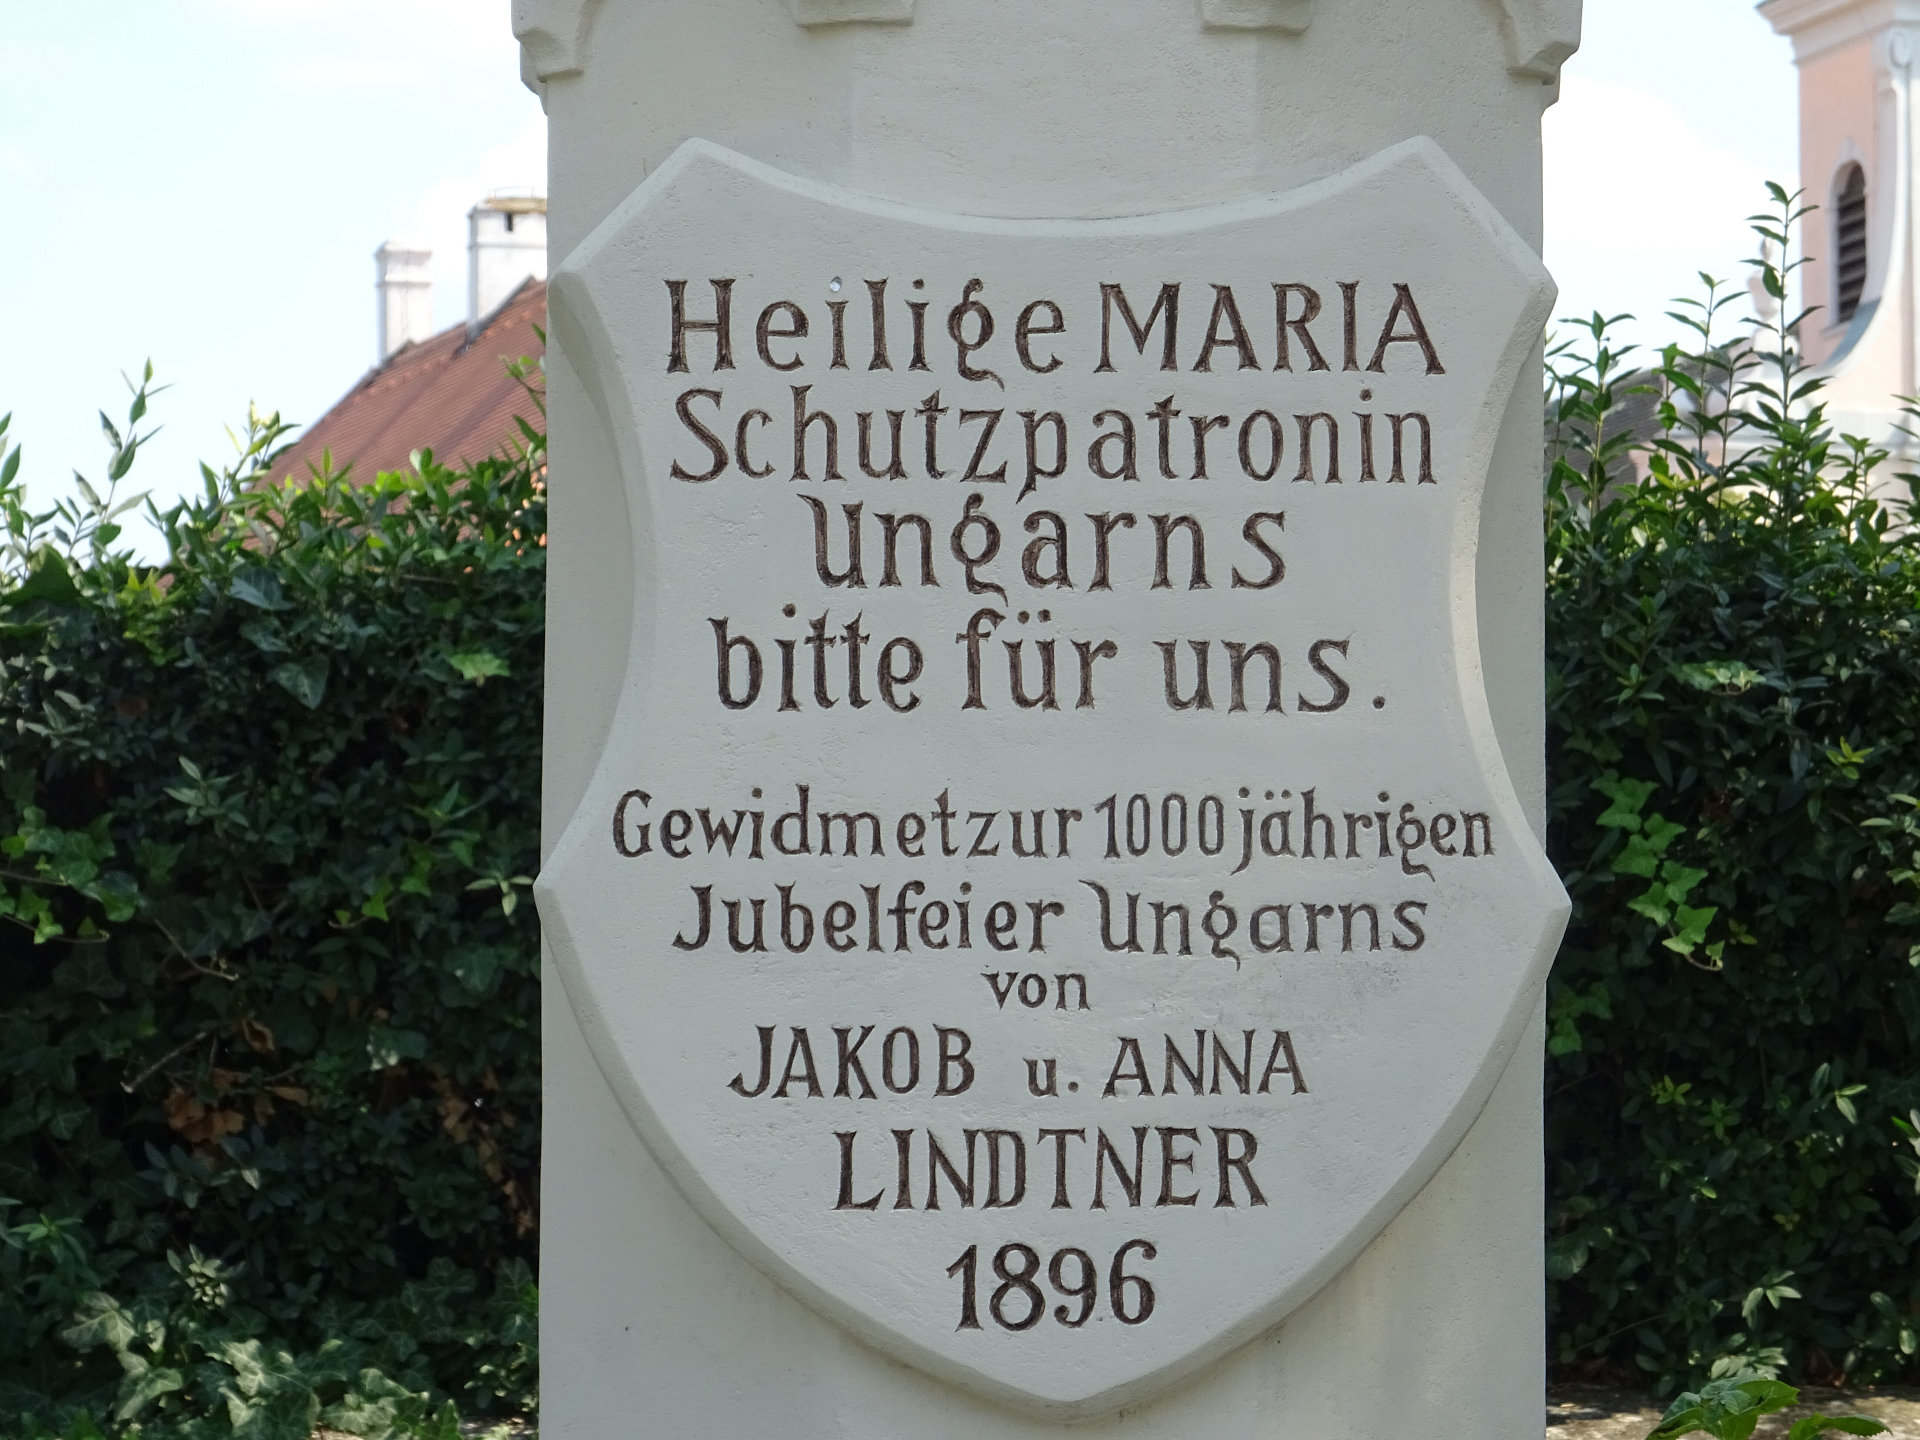 Heilige MARIA
Schutzpatronin
Ungarns
bitte für uns.
Gewidmet zur 1000 jährigen
Jubelfeier Ungarns
von
JAKOB u. ANNA
LINDTNER
1896